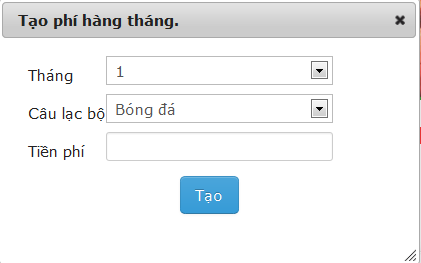 Tạo phí hàng tháng.
Tháng 1
Câu lạc bộ Bóng đá
Tiền phí
Tạo